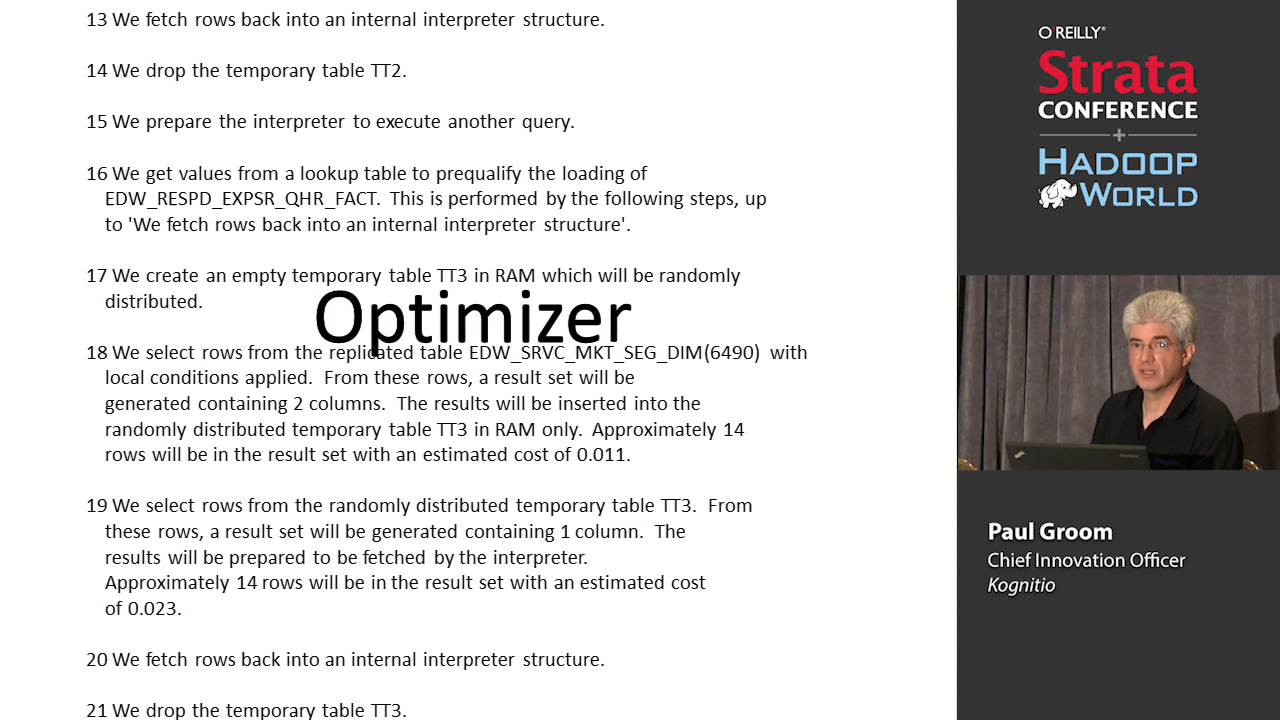 13 We fetch rows back into an internal interpreter structure.
14 We drop the temporary table TT2.
15 We prepare the interpreter to execute another query.
16 We get values from a lookup table to prequalify the loading of
EDW_RESPD_EXPSR_QHR_FACT. This is performed by the following steps, up
to 'We fetch rows back into an internal interpreter structure'.
17 We create an empty temporary table TT3 in RAM which will be randomly
distributed.
Optimizer
18 We select rows from the replicated table EDW_SRVC_MKT_SEG_DIM(6490) with
local conditions applied. From these rows, a result set will be
generated containing 2 columns. The results will be inserted into the
randomly distributed temporary table TT3 in RAM only. Approximately 14
rows will be in the result set with an estimated cost of 0.011.
19 We select rows from the randomly distributed temporary table TT3. From
these rows, a result set will be generated containing 1 column. The
results will be prepared to be fetched by the interpreter.
Approximately 14 rows will be in the result set with an estimated cost
of 0.023.
20 We fetch rows back into an internal interpreter structure.
21 We drop the temporary table TT3.
O'REILLY®
Strata
CONFERENCE
+
HADOOP
WORLD
Paul Groom
Chief Innovation Officer
Kognitio